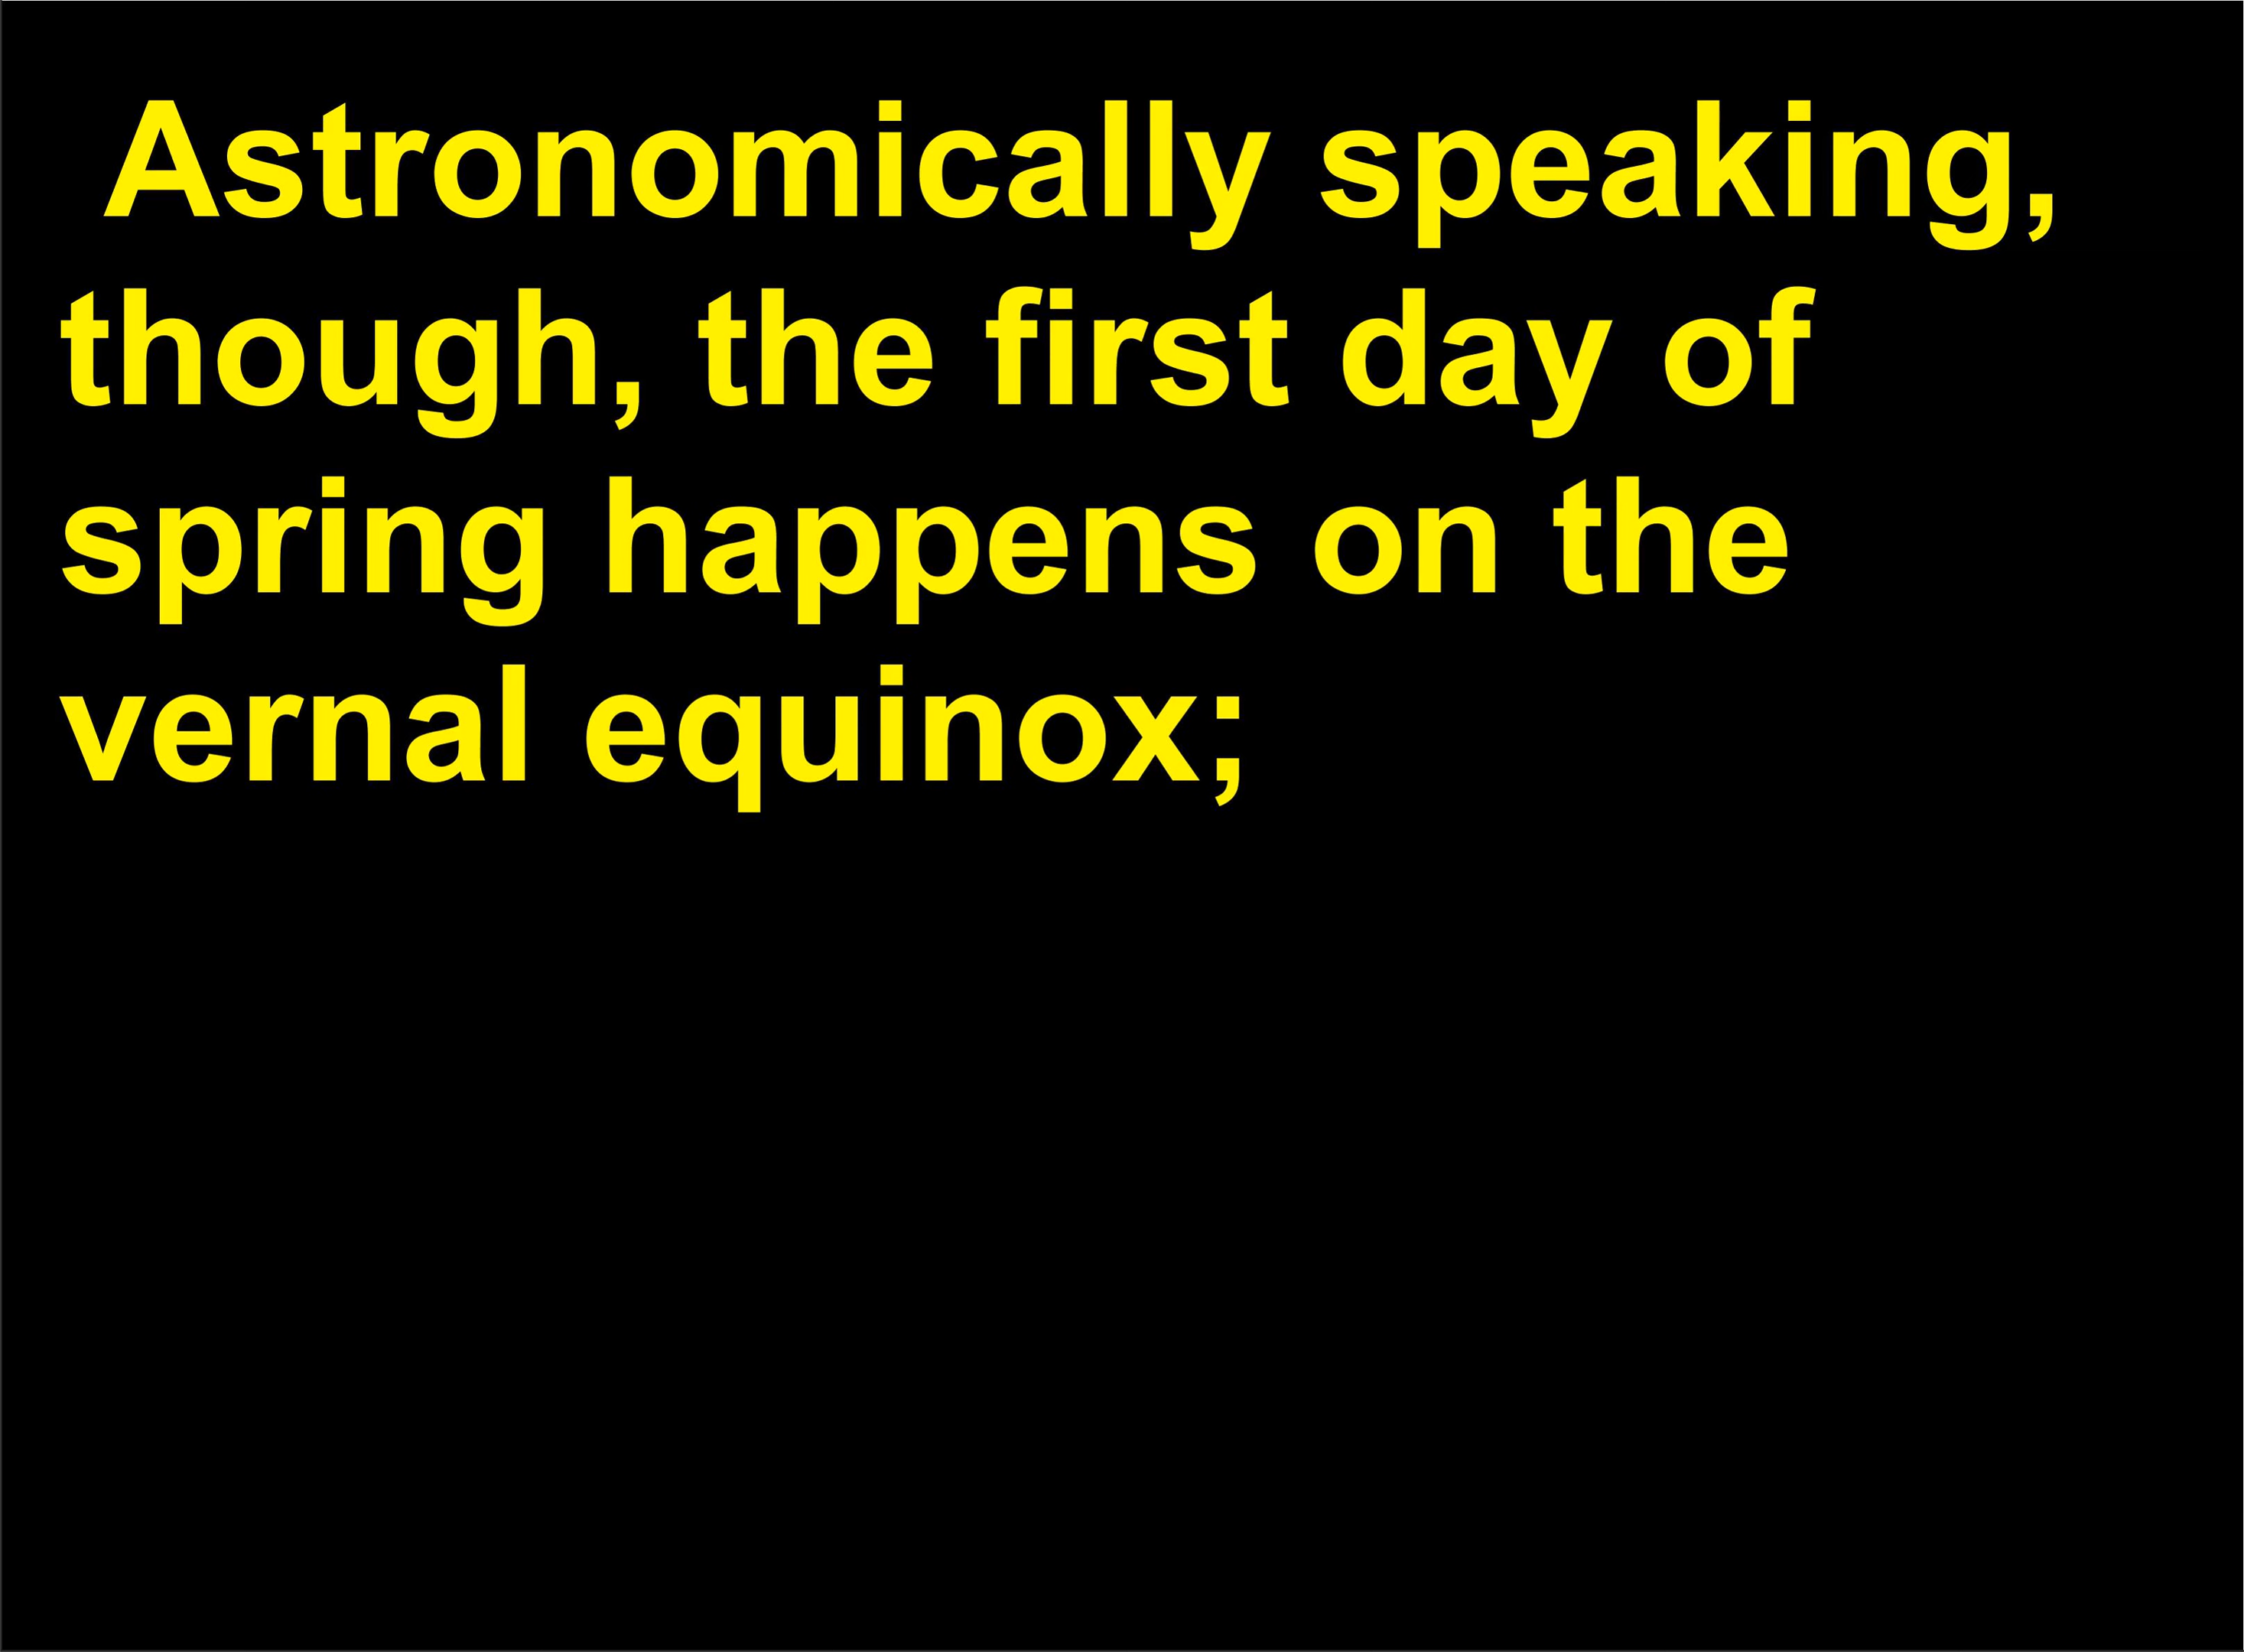 Astronomically speaking,
though, the first day of
spring happens on the
vernal equinox;